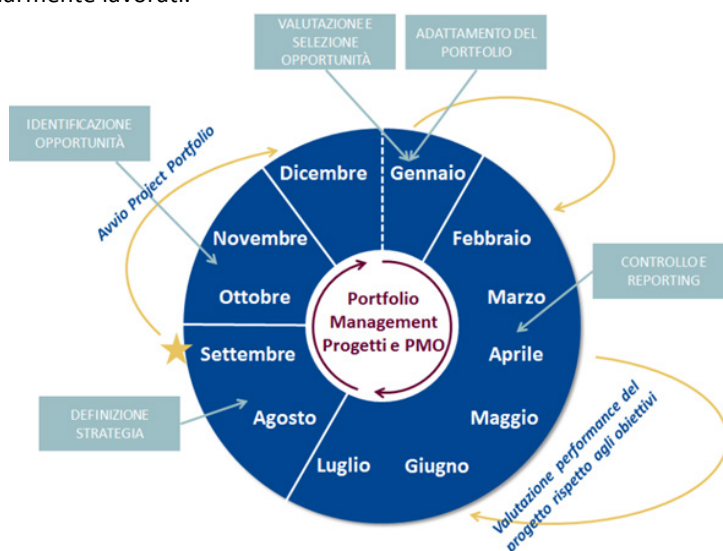 VALUTAZIONE E
SELEZIONE
OPPORTUNITÀ
ADATTAMENTO DEL
PORTFOLIO
IDENTIFICAZIONE
OPPORTUNITÀ
Avvio Project Portfolio
Dicembre
Gennaio
Novembre
Febbraio
Ottobre
Marzo
CONTROLLO E
REPORTING
Portfolio
Management
Progetti e PMO
Settembre
Aprile
DEFINIZIONE
STRATEGIA
Agosto
Maggio
Luglio
Giugno
Valutazione performance del
progetto rispetto agli obiettivi